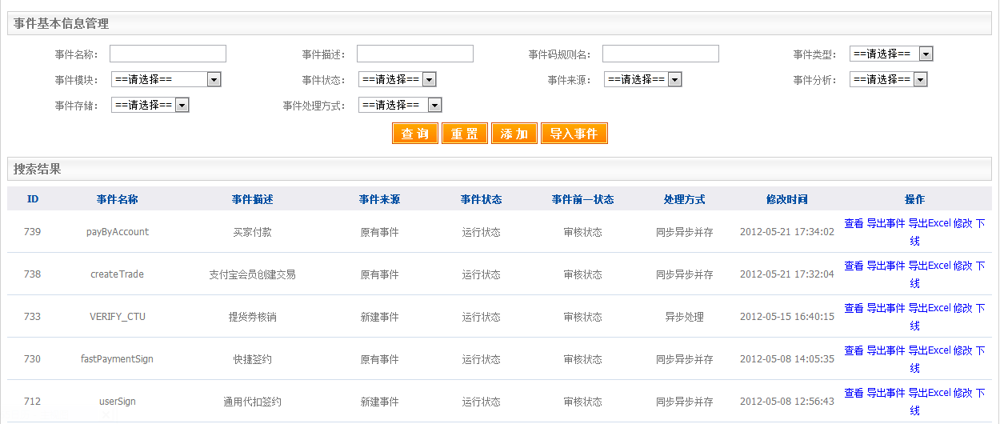 事件基本信息管理
事件名称： 事件描述： 事件码规则名： 事件类型： ==请选择==
事件模块： ==请选择== 事件状态： ==请选择== 事件来源： ==请选择== 事件分析： ==请选择==
事件存储： ==请选择== 事件处理方式： ==请选择==
查 询 重 置 添 加 导入事件
搜索结果
ID 事件名称 事件描述 事件来源 事件状态 事件前一状态 处理方式 修改时间 操作
739 payByAccount 买家付款 原有事件 运行状态 审核状态 同步异步并存 2012-05-21 17:34:02 查看 导出事件 导出Excel 修改 下
线
738 createTrade 支付宝会员创建交易 原有事件 运行状态 审核状态 同步异步并存 2012-05-21 17:32:04 查看 导出事件 导出Excel 修改 下
线
733 VERIFY_CTU 提货券核销 新建事件 运行状态 审核状态 异步处理 2012-05-15 16:40:15 查看 导出事件 导出Excel 修改 下
线
730 fastPaymentSign 快捷签约 原有事件 运行状态 审核状态 同步异步并存 2012-05-08 14:05:35 查看 导出事件 导出Excel 修改 下
线
712 userSign 通用代扣签约 新建事件 运行状态 审核状态 同步异步并存 2012-05-08 12:56:43 查看 导出事件 导出Excel 修改 下
线